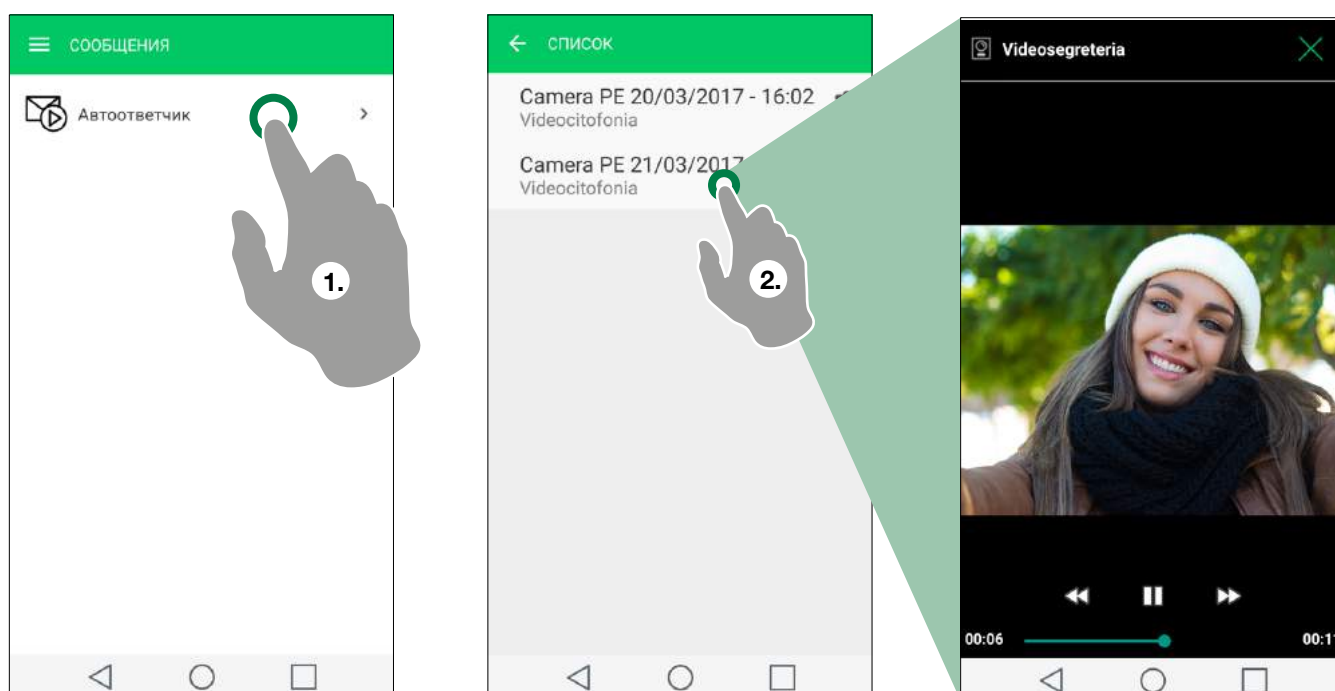 СООБЩЕНИЯ
Автоответчик
1.
СПИСОК
Camera PE 20/03/2017 - 16:02
Videocitofonia
Camera PE 21/03/2017
Videocitofonia
2.
Videosegreteria
00:06